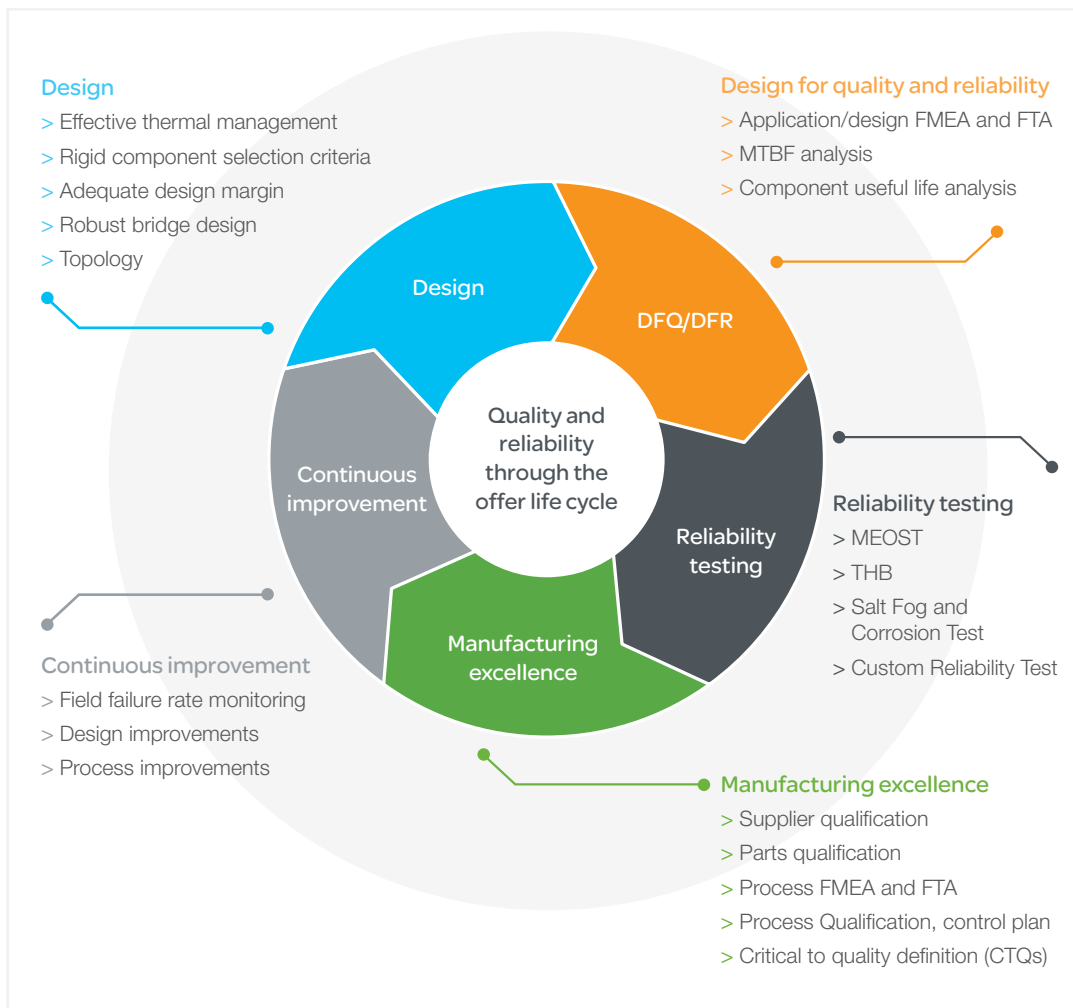 Design
> Effective thermal management
> Rigid component selection criteria
> Adequate design margin
> Robust bridge design
> Topology
Design for quality and reliability
> Application/design FMEA and FTA
> MTBF analysis
> Component useful life analysis
Design
DFQ/DFR
Quality and
reliability
through the
offer life cycle
Continuous
improvement
Reliability
testing
Manufacturing
excellence
Reliability testing
> MEOST
> THB
> Salt Fog and
Corrosion Test
> Custom Reliability Test
Continuous improvement
> Field failure rate monitoring
> Design improvements
> Process improvements
Manufacturing excellence
> Supplier qualification
> Parts qualification
> Process FMEA and FTA
> Process Qualification, control plan
> Critical to quality definition (CTQs)